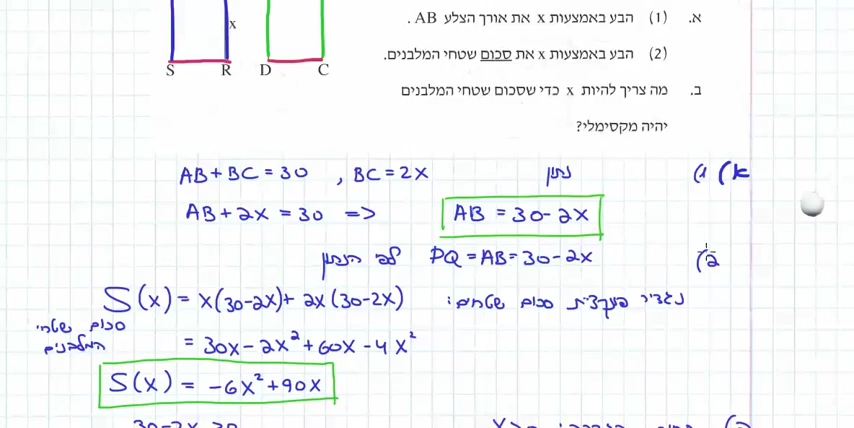 x
S R D C
א. (1) הבע באמצעות x את אורך הצלע AB .
(2) הבע באמצעות x את סכום שטחי המלבנים.
ב. מה צריך להיות x כדי שסכום שטחי המלבנים
יהיה מקסימלי?
א) 1) נתון AB + BC = 30 , BC = 2X
AB + 2X = 30 => AB = 30 - 2X
2) לפי הנתון PQ = AB = 30 - 2X
נגדיר פונקצית סכום שטחים: S(x) = x(30-2x) + 2x(30-2x)
סכום שטחי
המלבנים
= 30x - 2x² + 60x - 4x²
S(x) = -6x² + 90x